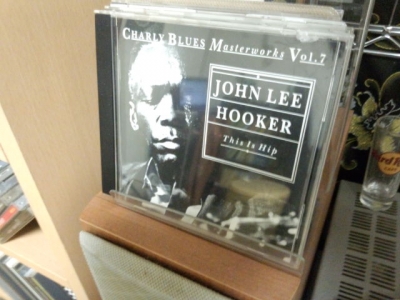 CHARLY BLUES Masterworks VOL.7
JOHN LEE
HOOKER
This Is Hip